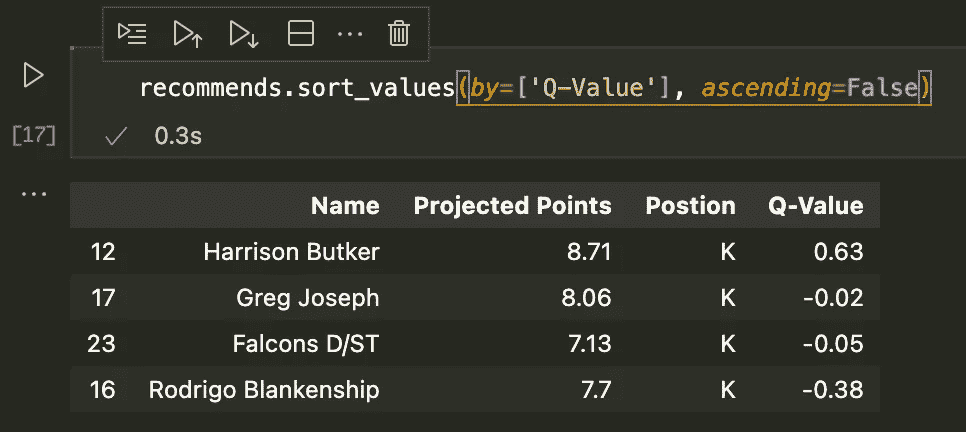 recommends.sort_values(by=['Q-Value'], ascending=False)
[17] 0.3s
...
Name Projected Points Postion Q-Value
12 Harrison Butker 8.71 K 0.63
17 Greg Joseph 8.06 K -0.02
23 Falcons D/ST 7.13 K -0.05
16 Rodrigo Blankenship 7.7 K -0.38